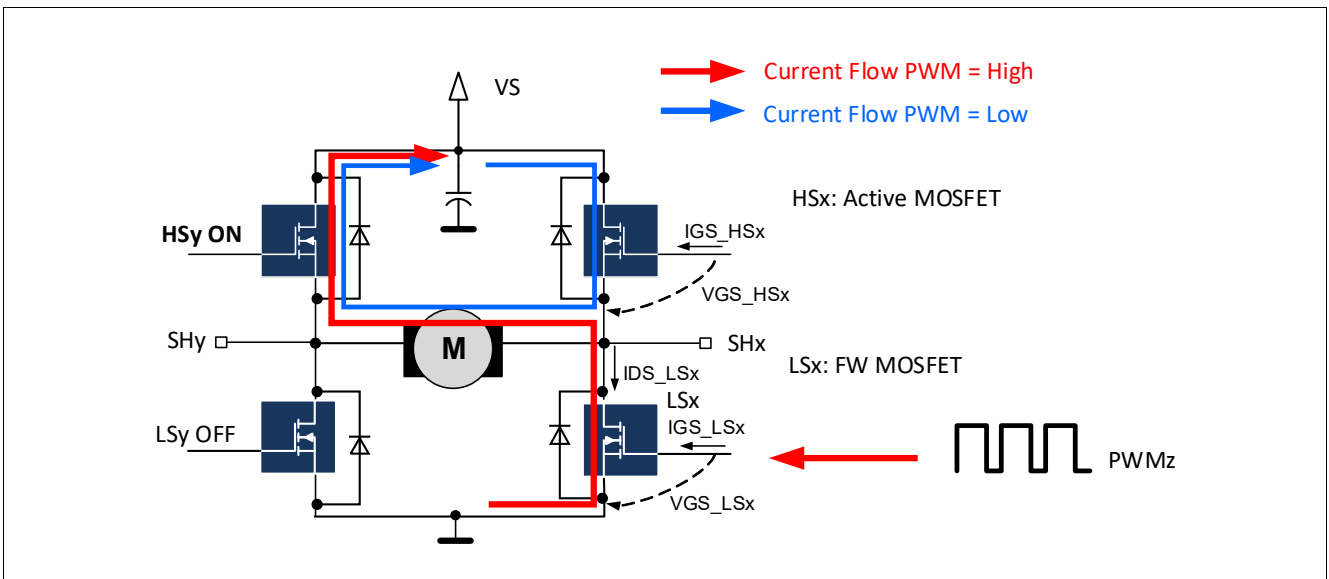 Current Flow PWM = High
VS
Current Flow PWM = Low
HSx: Active MOSFET
HSy ON
IGS_HSx
VGS_HSx
SHy
M
SHx
LSx: FW MOSFET
IDS_LSx
LSx
LSy OFF
IGS_LSx
PWMz
VGS_LSx